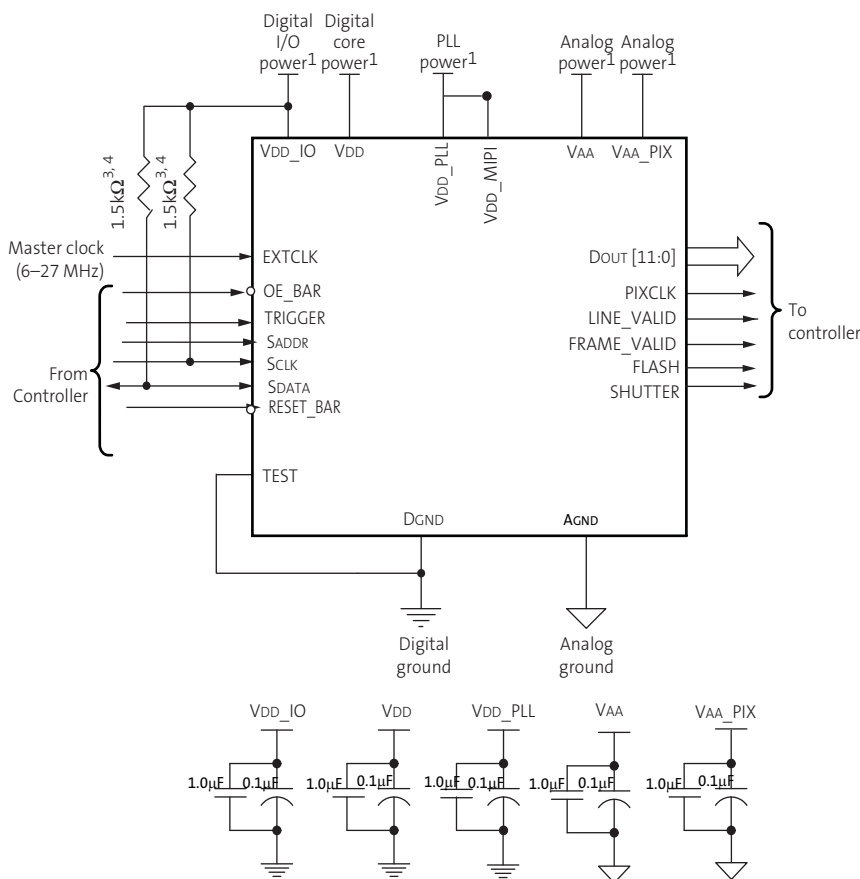 Digital
I/O
power1
Digital
core
power1
PLL
power1
Analog
power1
Analog
power1
VDD_IO
VDD
VDD_PLL
VDD_MIPI
VAA
VAA_PIX
1.5kΩ3, 4
1.5kΩ3, 4
Master clock
(6–27 MHz)
EXTCLK
OE_BAR
TRIGGER
SADDR
SCLK
SDATA
RESET_BAR
From
Controller
TEST
DOUT [11:0]
PIXCLK
LINE_VALID
FRAME_VALID
FLASH
SHUTTER
To
controller
DGND
AGND
Digital
ground
Analog
ground
VDD_IO
VDD
VDD_PLL
VAA
VAA_PIX
1.0µF
0.1µF
1.0µF
0.1µF
1.0µF
0.1µF
1.0µF
0.1µF
1.0µF
0.1µF